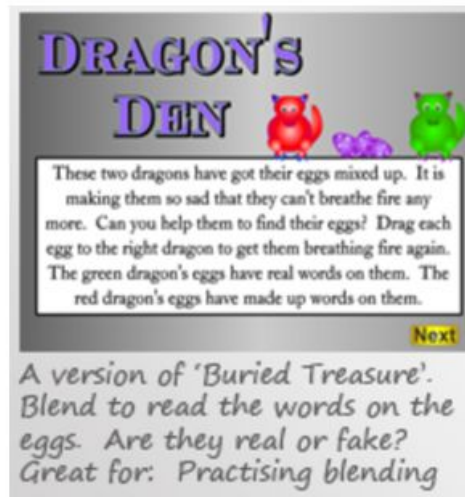 DRAGON'S
DEN
These two dragons have got their eggs mixed up. It is
making them so sad that they can't breathe fire any
more. Can you help them to find their eggs? Drag each
egg to the right dragon to get them breathing fire again.
The green dragon's eggs have real words on them. The
red dragon's eggs have made up words on them.
Next
A version of 'Buried Treasure'.
Blend to read the words on the
eggs. Are they real or fake?
Great for: Practising blending